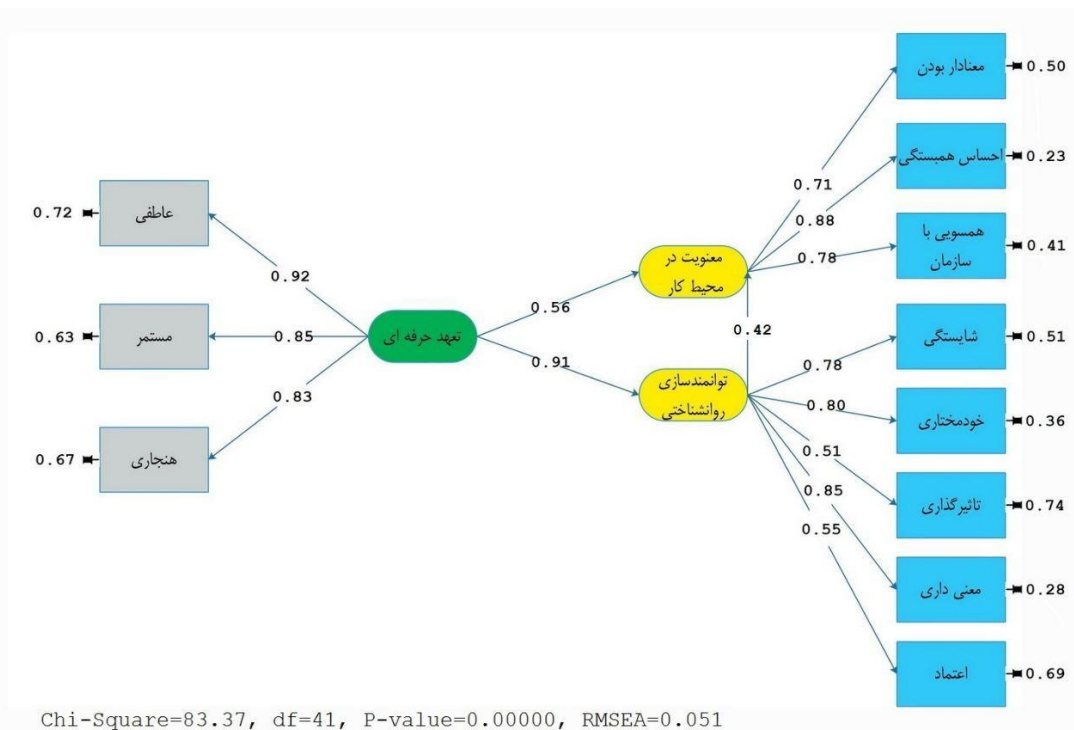 معنادار بودن
0.50
احساس همبستگی
0.23
همسویی با
سازمان
0.41
شایستگی
0.51
خودمختاری
0.36
تاثیرگذاری
0.74
معنی داری
0.28
اعتماد
0.69
0.71
0.88
0.78
0.78
0.80
0.51
0.85
0.55
معنویت در
محیط کار
0.42
توانمندسازی
روانشناختی
0.56
0.91
تعهد حرفه ای
0.92
0.85
0.83
عاطفی
0.72
مستمر
0.63
هنجاری
0.67
Chi-Square=83.37, df=41, P-value=0.00000, RMSEA=0.051